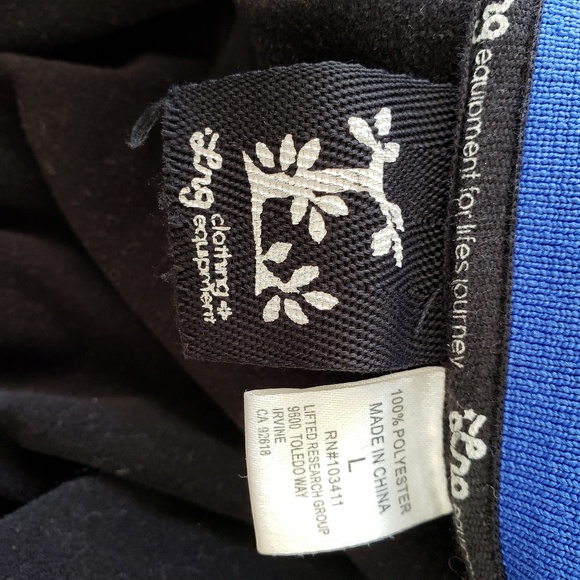 Lrg
clothing +
equipment
100% POLYESTER
MADE IN CHINA
L
RN#103411
LIFTED RESEARCH GROUP
9600 TOLEDO WAY
IRVINE
CA 92618
Lrg equipment for lifes journey Lrg